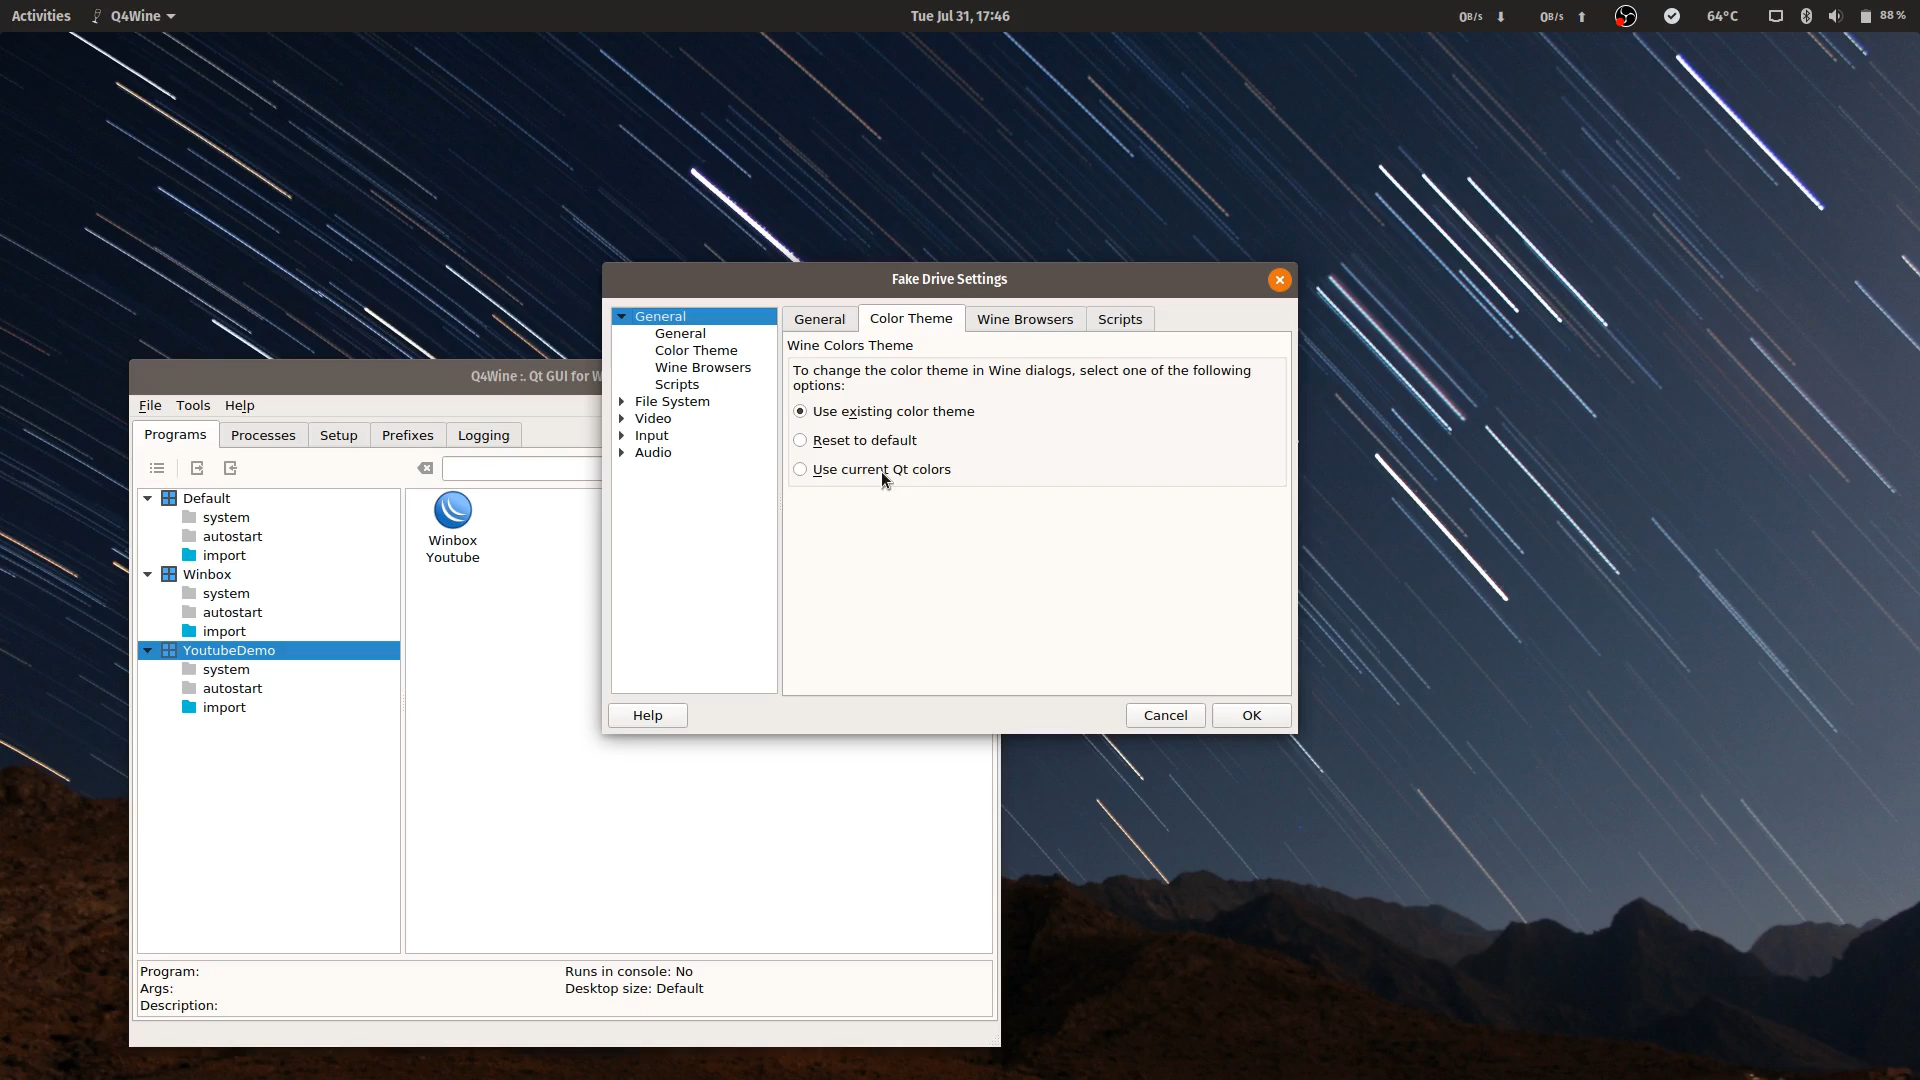 Activities
Q4Wine
Tue Jul 31, 17:46
0B/s
0B/s
64°C
88 %
Fake Drive Settings
General
General
Color Theme
Wine Browsers
Scripts
File System
Video
Input
Audio
General
Color Theme
Wine Browsers
Scripts
Wine Colors Theme
To change the color theme in Wine dialogs, select one of the following
options:
Use existing color theme
Reset to default
Use current Qt colors
Help
Cancel
OK
Q4Wine :. Qt GUI for W
File
Tools
Help
Programs
Processes
Setup
Prefixes
Logging
Default
system
autostart
import
Winbox
system
autostart
import
YoutubeDemo
system
autostart
import
Winbox
Youtube
Program:
Args:
Description:
Runs in console: No
Desktop size: Default